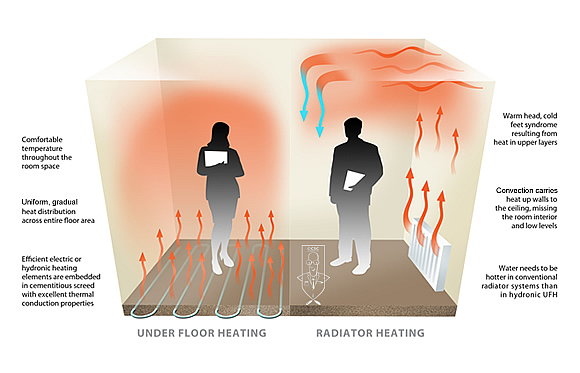 Comfortable
temperature
throughout the
room space
Uniform, gradual
heat distribution
across entire floor area
Efficient electric or
hydronic heating
elements are embedded
in cementitious screed
with excellent thermal
conduction properties
Warm head, cold
feet syndrome
resulting from
heat in upper layers
Convection carries
heat up walls to
the ceiling, missing
the room interior
and low levels
Water needs to be
hotter in conventional
radiator systems than
in hydronic UFH
UNDER FLOOR HEATING
RADIATOR HEATING